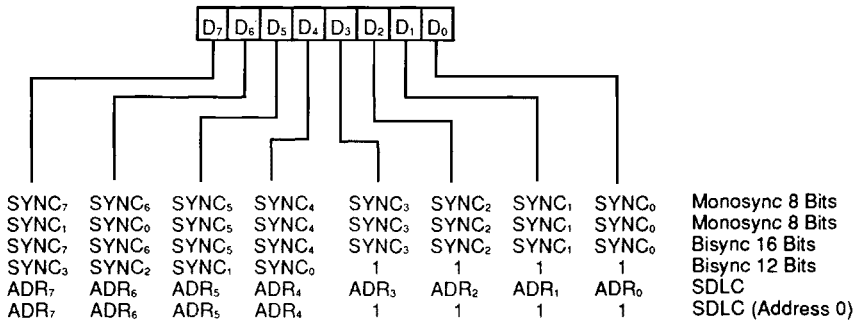 D₇ D₆ D₅ D₄ D₃ D₂ D₁ D₀
SYNC₇ SYNC₆ SYNC₅ SYNC₄ SYNC₃ SYNC₂ SYNC₁ SYNC₀ Monosync 8 Bits
SYNC₁ SYNC₀ SYNC₅ SYNC₄ SYNC₃ SYNC₂ SYNC₁ SYNC₀ Monosync 8 Bits
SYNC₇ SYNC₆ SYNC₅ SYNC₄ SYNC₃ SYNC₂ SYNC₁ SYNC₀ Bisync 16 Bits
SYNC₃ SYNC₂ SYNC₁ SYNC₀ 1 1 1 1 Bisync 12 Bits
ADR₇ ADR₆ ADR₅ ADR₄ ADR₃ ADR₂ ADR₁ ADR₀ SDLC
ADR₇ ADR₆ ADR₅ ADR₄ 1 1 1 1 SDLC (Address 0)